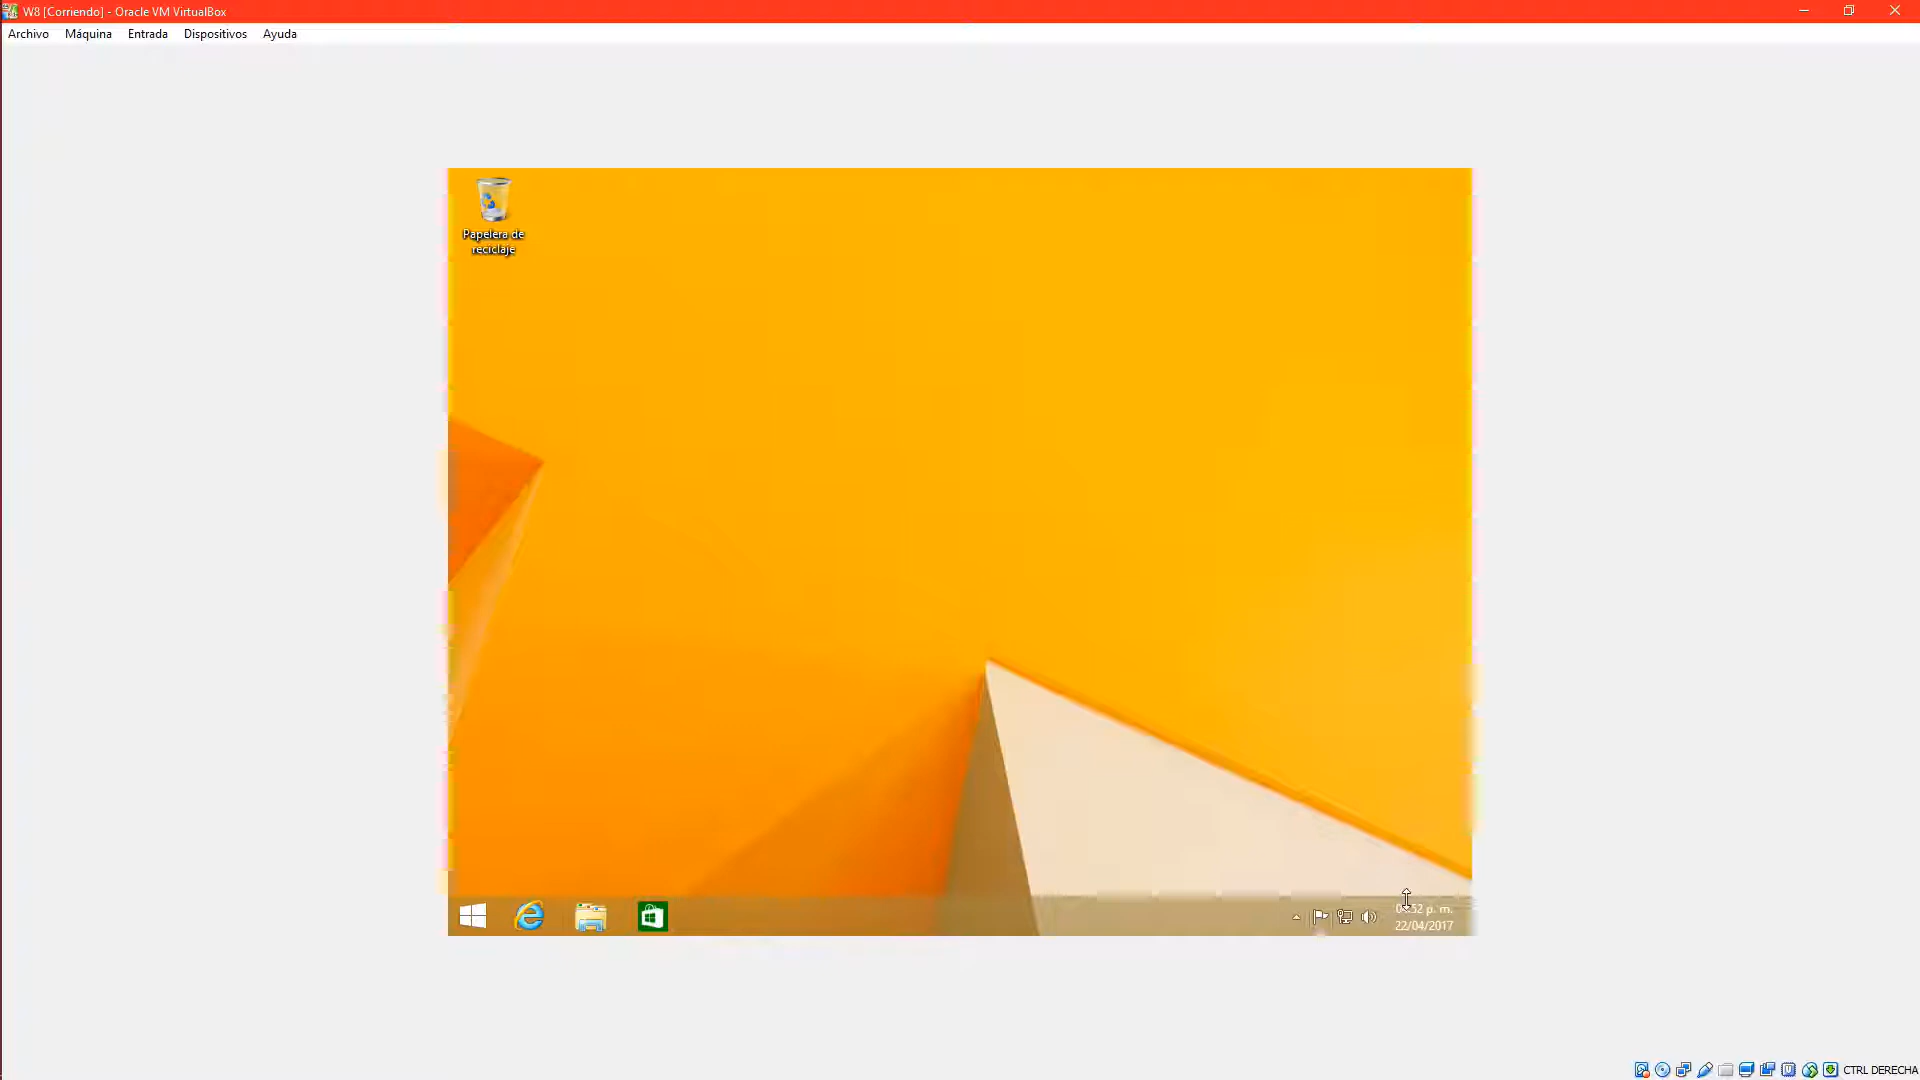 W8 [Corriendo] - Oracle VM VirtualBox
Archivo Máquina Entrada Dispositivos Ayuda
Papelera de
reciclaje
p. m.
22/04/2017
CTRL DERECHA